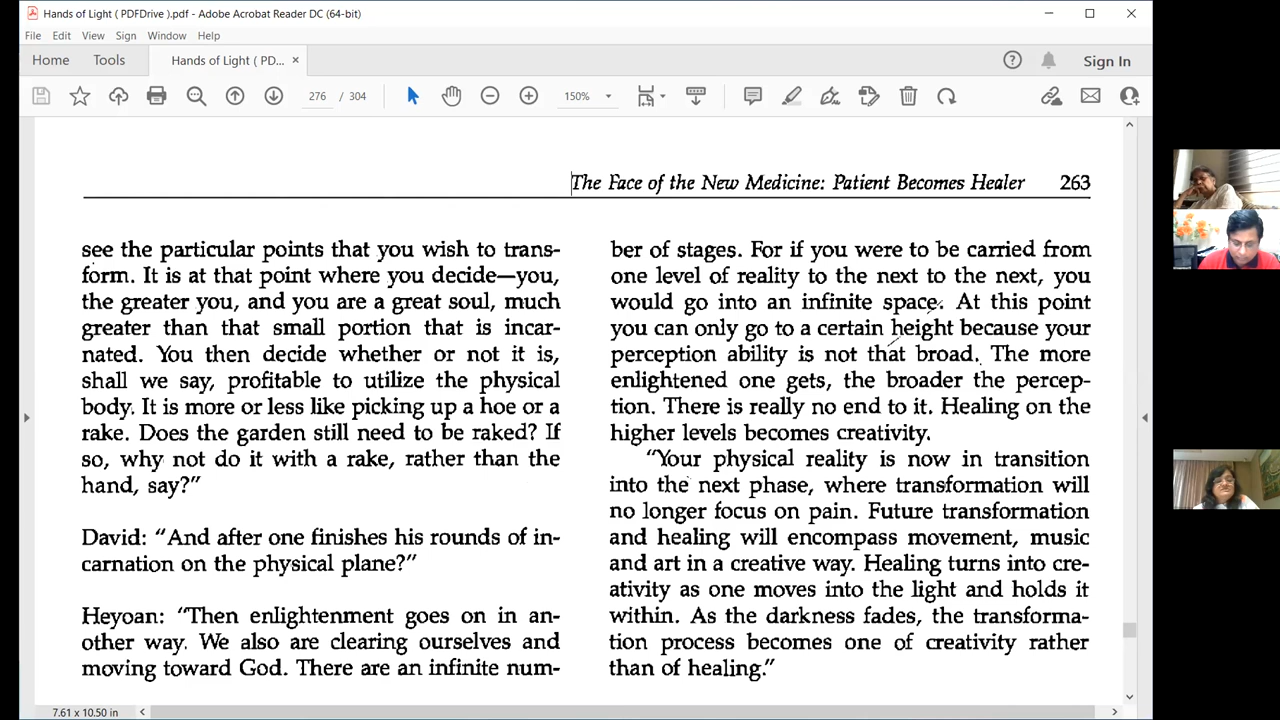 Hands of Light ( PDFDrive ).pdf - Adobe Acrobat Reader DC (64-bit)
File Edit View Sign Window Help
Home Tools Hands of Light ( PD... × Sign In
276 / 304 150%
The Face of the New Medicine: Patient Becomes Healer 263
see the particular points that you wish to trans-
form. It is at that point where you decide—you,
the greater you, and you are a great soul, much
greater than that small portion that is incar-
nated. You then decide whether or not it is,
shall we say, profitable to utilize the physical
body. It is more or less like picking up a hoe or a
rake. Does the garden still need to be raked? If
so, why not do it with a rake, rather than the
hand, say?"
David: "And after one finishes his rounds of in-
carnation on the physical plane?"
Heyoan: "Then enlightenment goes on in an-
other way. We also are clearing ourselves and
moving toward God. There are an infinite num-
ber of stages. For if you were to be carried from
one level of reality to the next to the next, you
would go into an infinite space. At this point
you can only go to a certain height because your
perception ability is not that broad. The more
enlightened one gets, the broader the percep-
tion. There is really no end to it. Healing on the
higher levels becomes creativity.
"Your physical reality is now in transition
into the next phase, where transformation will
no longer focus on pain. Future transformation
and healing will encompass movement, music
and art in a creative way. Healing turns into cre-
ativity as one moves into the light and holds it
within. As the darkness fades, the transforma-
tion process becomes one of creativity rather
than of healing."
7.61 x 10.50 in